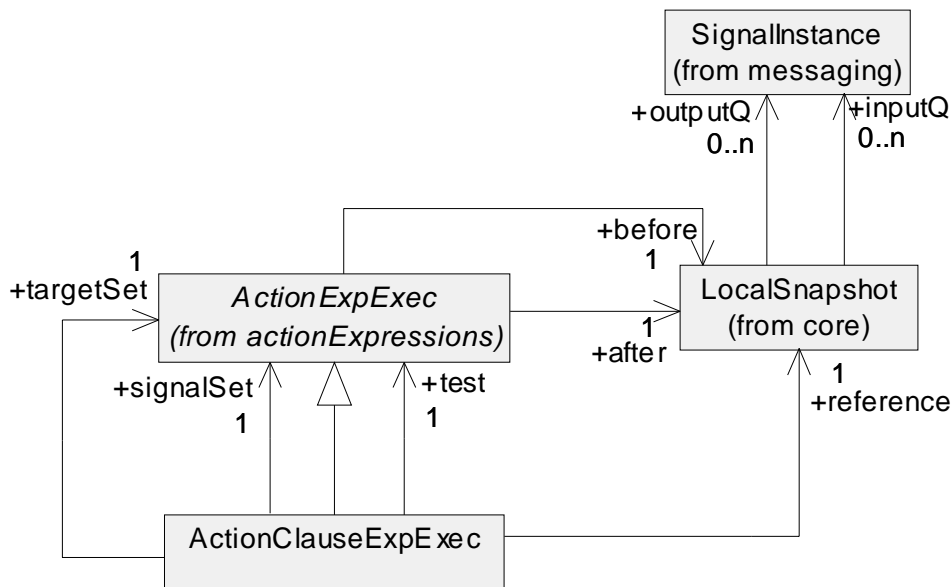 SignalInstance
(from messaging)
+outputQ
0..n
+inputQ
0..n
+before
1
1
+targetSet
ActionExpExec
(from actionExpressions)
LocalSnapshot
(from core)
1
+after
+signalSet
1
+test
1
1
+reference
ActionClauseExpExec